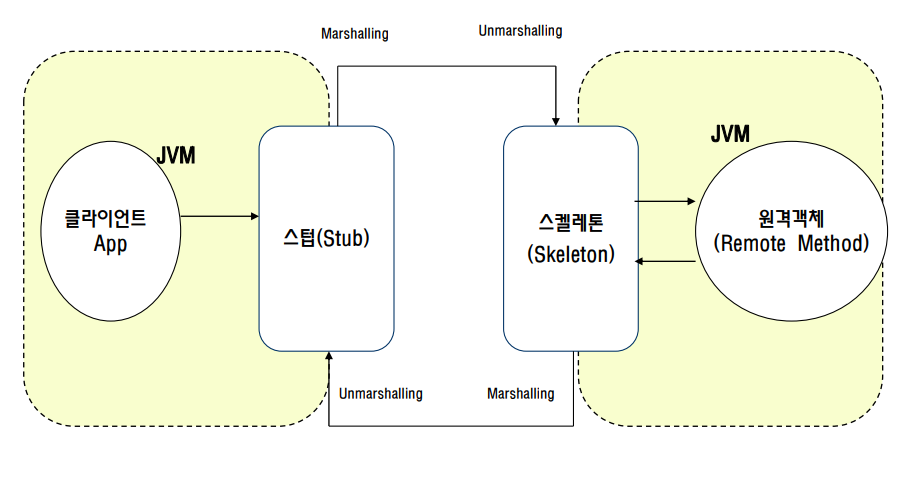 Marshalling
Unmarshalling
JVM
JVM
클라이언트
App
스텁(Stub)
스켈레톤
(Skeleton)
원격객체
(Remote Method)
Unmarshalling
Marshalling